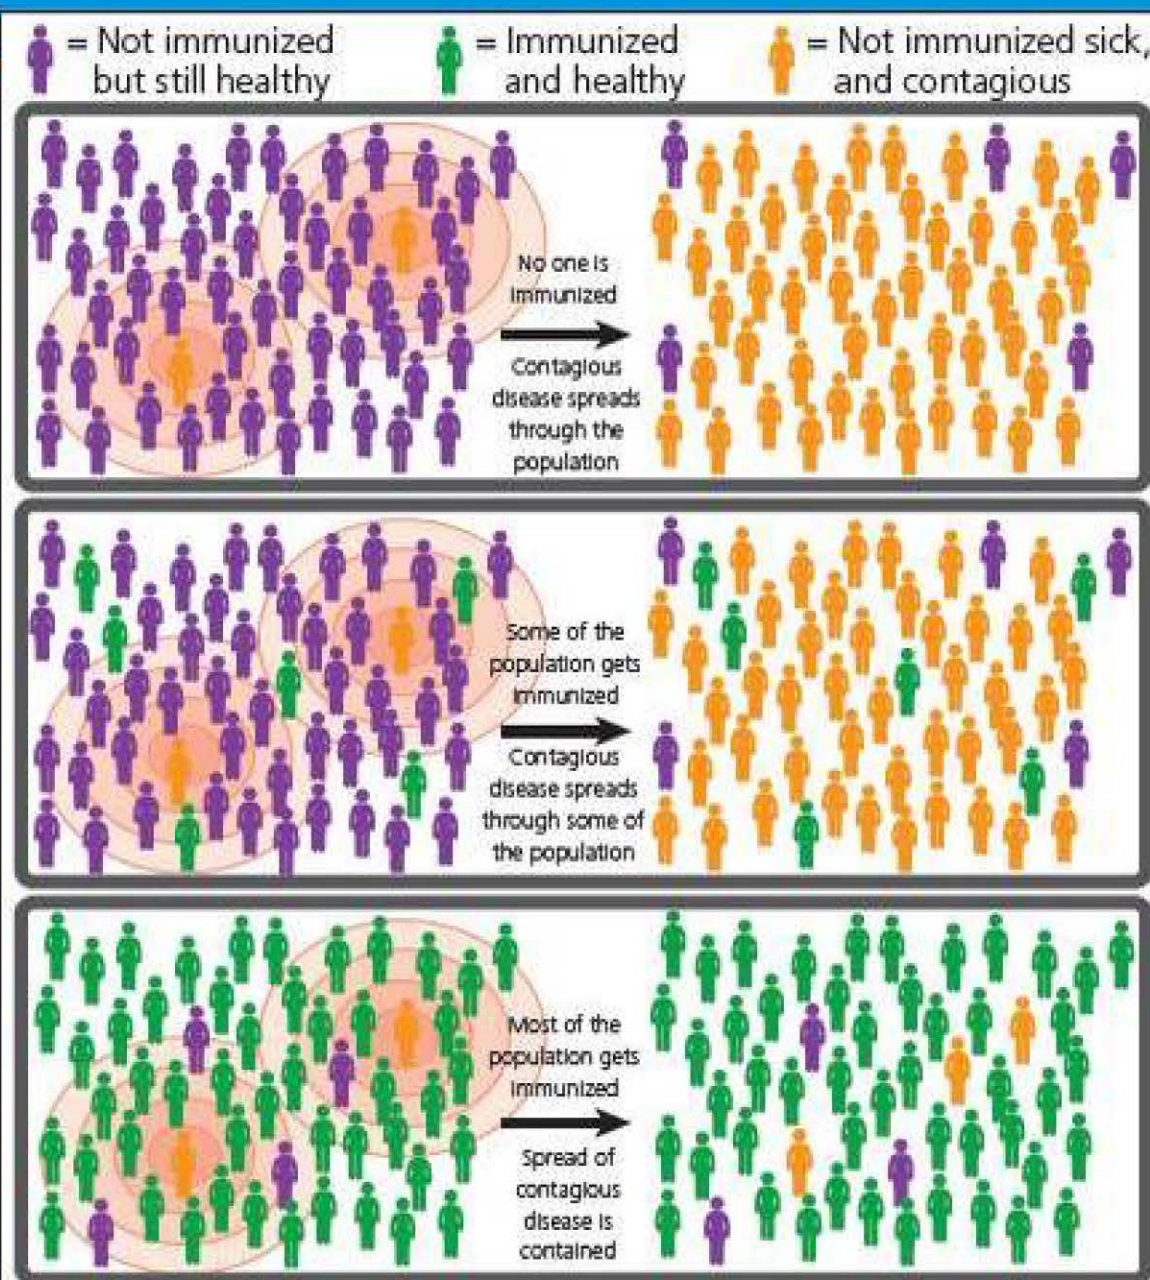 = Not immunized
but still healthy
= Immunized
and healthy
= Not immunized sick,
and contagious
No one is
immunized
Contagious
disease spreads
through the
population
Some of the
population gets
immunized
Contagious
disease spreads
through some of
the population
Most of the
population gets
immunized
Spread of
contagious
disease is
contained